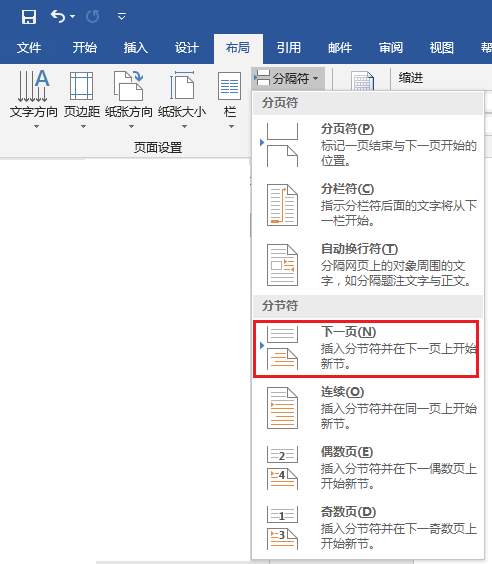 文件 开始 插入 设计 布局 引用 邮件 审阅 视图
文字方向 页边距 纸张方向 纸张大小 栏 分隔符 缩进
页面设置
分页符
分页符(P)
标记一页结束与下一页开始的
位置。
分栏符(C)
指示分栏符后面的文字将从下
一栏开始。
自动换行符(T)
分隔网页上的对象周围的文
字，如分隔题注文字与正文。
分节符
下一页(N)
插入分节符并在下一页上开始
新节。
连续(O)
插入分节符并在同一页上开始
新节。
偶数页(E)
插入分节符并在下一偶数页上
开始新节。
2
4
奇数页(D)
插入分节符并在下一奇数页上
开始新节。
1
3